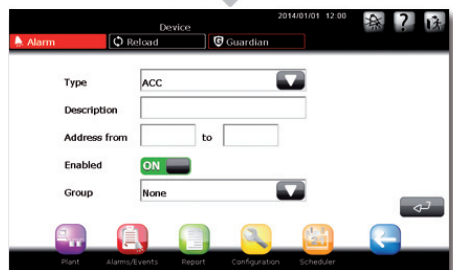 2014/01/01 12:00
Device
Alarm Reload Guardian
Type ACC
Description
Address from to
Enabled ON
Group None
Plant Alarms/Events Report Configuration Scheduler